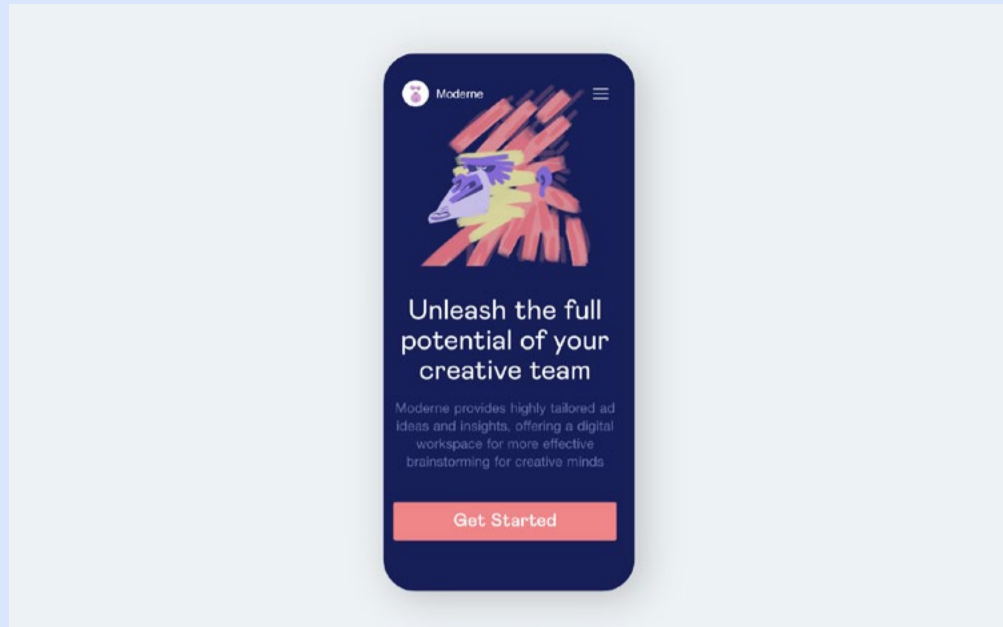 Moderne
Unleash the full
potential of your
creative team
Moderne provides highly tailored ad
ideas and insights, offering a digital
workspace for more effective
brainstorming for creative minds
Get Started